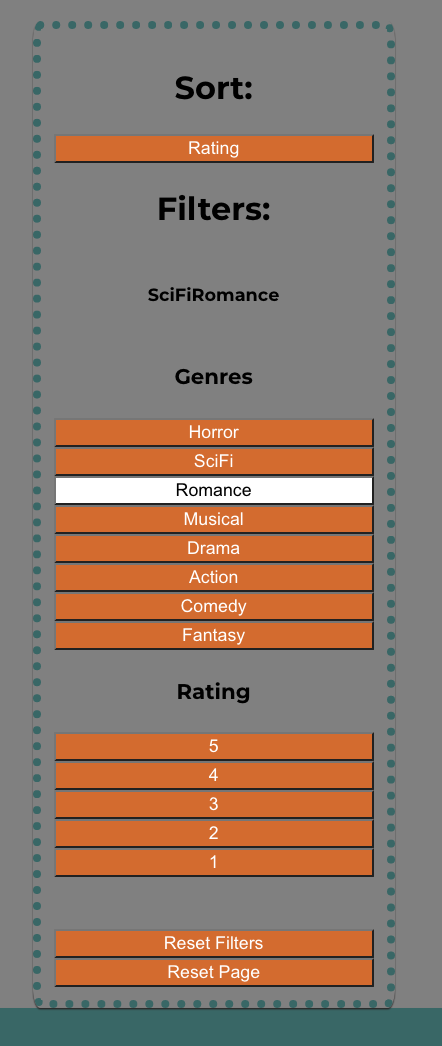 Sort:
Rating
Filters:
SciFiRomance
Genres
Horror
SciFi
Romance
Musical
Drama
Action
Comedy
Fantasy
Rating
5
4
3
2
1
Reset Filters
Reset Page